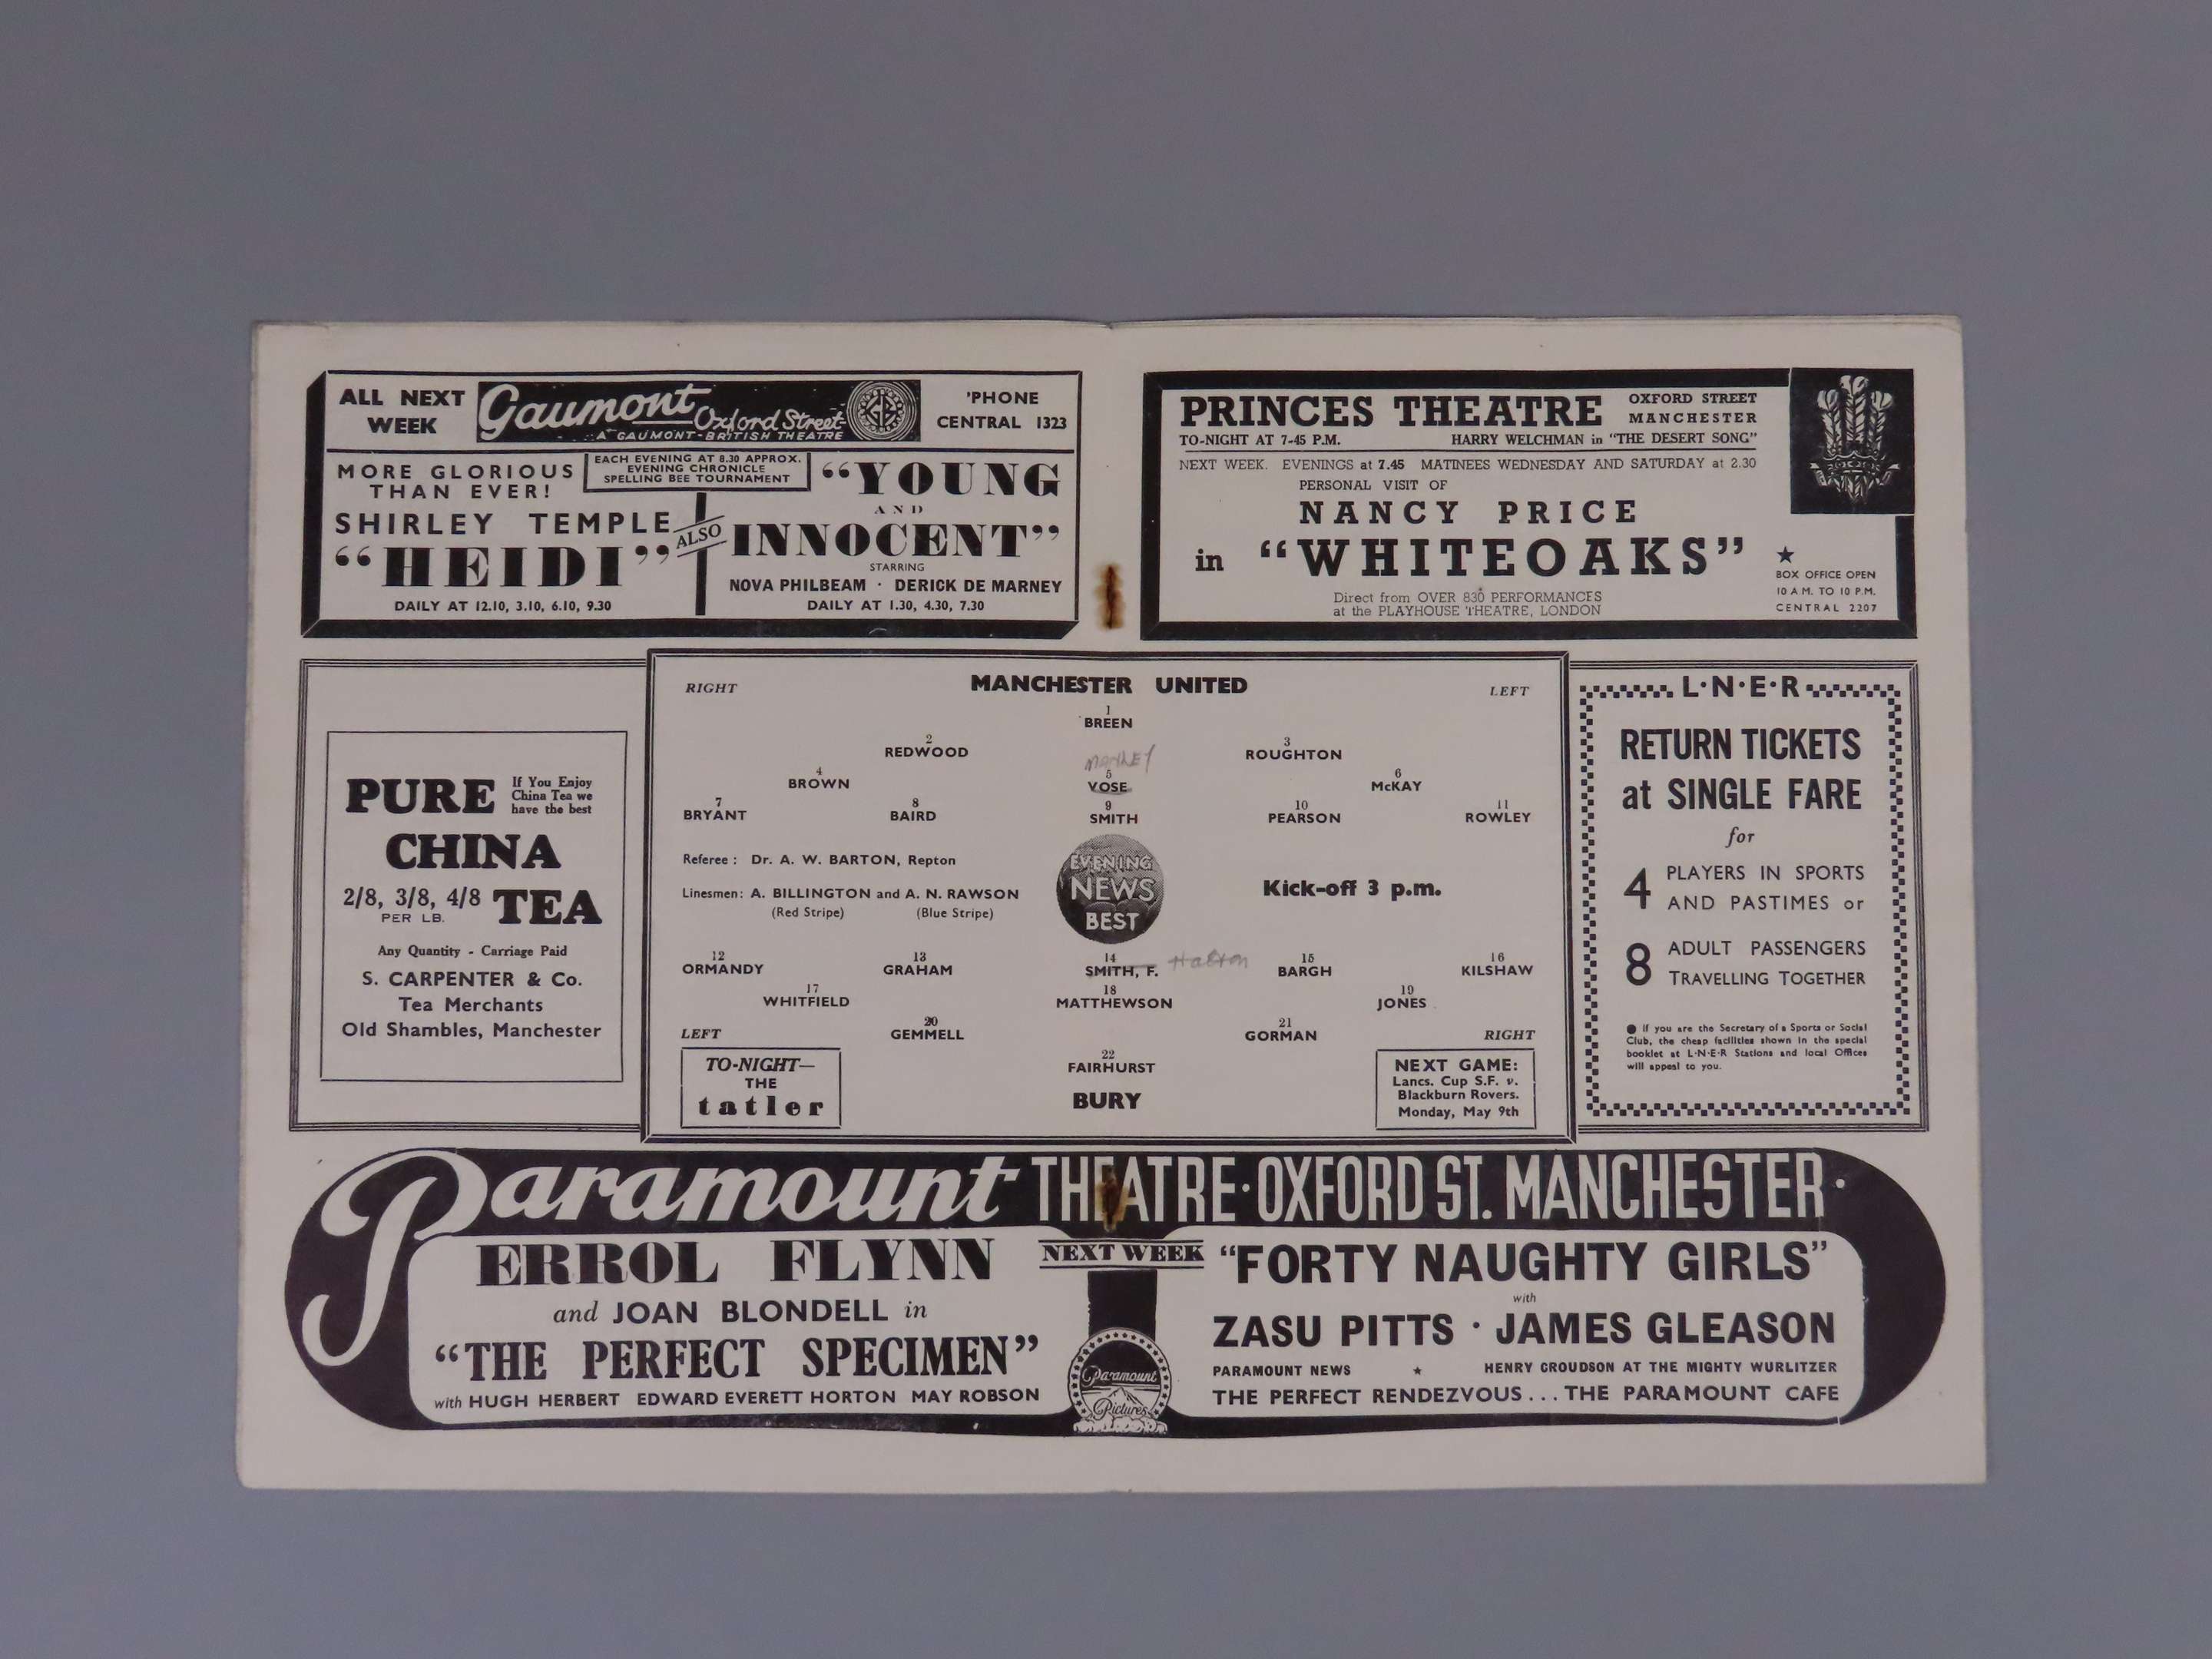 ALL NEXT WEEK
Gaumont Oxford Street
A GAUMONT-BRITISH THEATRE
GB
'PHONE CENTRAL 1323
MORE GLORIOUS THAN EVER!
SHIRLEY TEMPLE
"HEIDI"
DAILY AT 12.10, 3.10, 6.10, 9.30
EACH EVENING AT 8.30 APPROX.
EVENING CHRONICLE
SPELLING BEE TOURNAMENT
ALSO
"YOUNG
AND
INNOCENT"
STARRING
NOVA PHILBEAM · DERICK DE MARNEY
DAILY AT 1.30, 4.30, 7.30
PRINCES THEATRE
OXFORD STREET
MANCHESTER
TO-NIGHT AT 7-45 P.M. HARRY WELCHMAN in "THE DESERT SONG"
NEXT WEEK. EVENINGS at 7.45 MATINEES WEDNESDAY AND SATURDAY at 2.30
PERSONAL VISIT OF
NANCY PRICE
in "WHITEOAKS"
Direct from OVER 830 PERFORMANCES
at the PLAYHOUSE THEATRE, LONDON
★
BOX OFFICE OPEN
10 A.M. TO 10 P.M.
CENTRAL 2207
PURE
If You Enjoy
China Tea we
have the best
CHINA
2/8, 3/8, 4/8
PER LB.
TEA
Any Quantity - Carriage Paid
S. CARPENTER & Co.
Tea Merchants
Old Shambles, Manchester
RIGHT MANCHESTER UNITED LEFT
1
BREEN
2 3
REDWOOD ROUGHTON
MANLEY
4 5 6
BROWN VOSE McKAY
7 8 9 10 11
BRYANT BAIRD SMITH PEARSON ROWLEY
Referee : Dr. A. W. BARTON, Repton
Linesmen: A. BILLINGTON and A. N. RAWSON
(Red Stripe) (Blue Stripe)
EVENING
NEWS
BEST
Kick-off 3 p.m.
12 13 14 15 16
ORMANDY GRAHAM SMITH, F. Halton BARGH KILSHAW
17 18 19
WHITFIELD MATTHEWSON JONES
20 21
LEFT GEMMELL GORMAN RIGHT
22
FAIRHURST
BURY
TO-NIGHT—
THE
tatler
NEXT GAME:
Lancs. Cup S.F. v.
Blackburn Rovers.
Monday, May 9th
L·N·E·R
RETURN TICKETS
at SINGLE FARE
for
4 PLAYERS IN SPORTS
AND PASTIMES or
8 ADULT PASSENGERS
TRAVELLING TOGETHER
● If you are the Secretary of a Sports or Social
Club, the cheap facilities shown in the special
booklet at L·N·E·R Stations and local Offices
will appeal to you.
Paramount THEATRE·OXFORD ST. MANCHESTER·
ERROL FLYNN
and JOAN BLONDELL in
"THE PERFECT SPECIMEN"
with HUGH HERBERT EDWARD EVERETT HORTON MAY ROBSON
NEXT WEEK
Paramount
Pictures
"FORTY NAUGHTY GIRLS"
with
ZASU PITTS · JAMES GLEASON
PARAMOUNT NEWS ★ HENRY CROUDSON AT THE MIGHTY WURLITZER
THE PERFECT RENDEZVOUS... THE PARAMOUNT CAFE